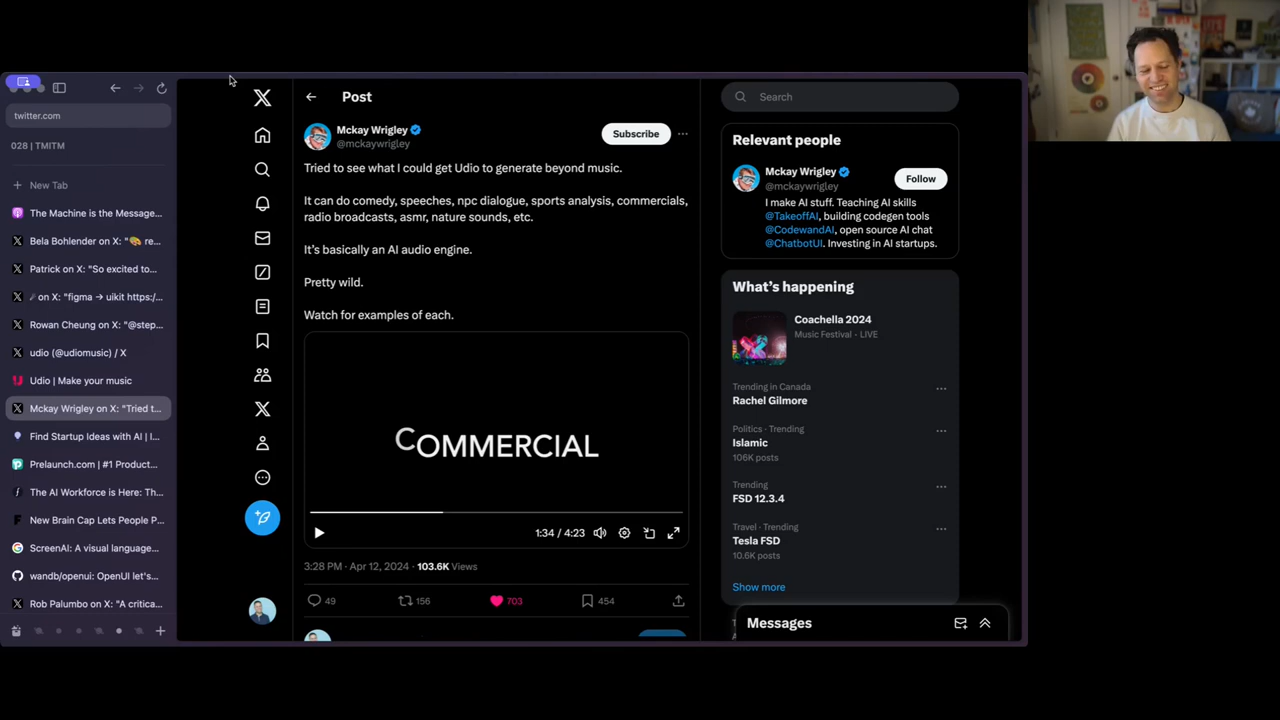 twitter.com
028 | TMITM
New Tab
The Machine is the Message...
Bela Bohlender on X: "🎨 re...
Patrick on X: "So excited to...
on X: "figma → uikit https:/...
Rowan Cheung on X: "@step...
udio (@udiomusic) / X
Udio | Make your music
Mckay Wrigley on X: "Tried t...
Find Startup Ideas with AI | I...
Prelaunch.com | #1 Product...
The AI Workforce is Here: Th...
New Brain Cap Lets People P...
ScreenAI: A visual language...
wandb/openui: OpenUI let's...
Rob Palumbo on X: "A critica...
Post
Mckay Wrigley
@mckaywrigley
Subscribe
Tried to see what I could get Udio to generate beyond music.
It can do comedy, speeches, npc dialogue, sports analysis, commercials,
radio broadcasts, asmr, nature sounds, etc.
It's basically an AI audio engine.
Pretty wild.
Watch for examples of each.
COMMERCIAL
1:34 / 4:23
3:28 PM · Apr 12, 2024 · 103.6K Views
49 156 703 454
Search
Relevant people
Mckay Wrigley
@mckaywrigley
Follow
I make AI stuff. Teaching AI skills
@TakeoffAI, building codegen tools
@CodewandAI, open source AI chat
@ChatbotUI. Investing in AI startups.
What's happening
Coachella 2024
Music Festival · LIVE
Trending in Canada
Rachel Gilmore
Politics · Trending
Islamic
106K posts
Trending
FSD 12.3.4
Travel · Trending
Tesla FSD
10.6K posts
Show more
Messages